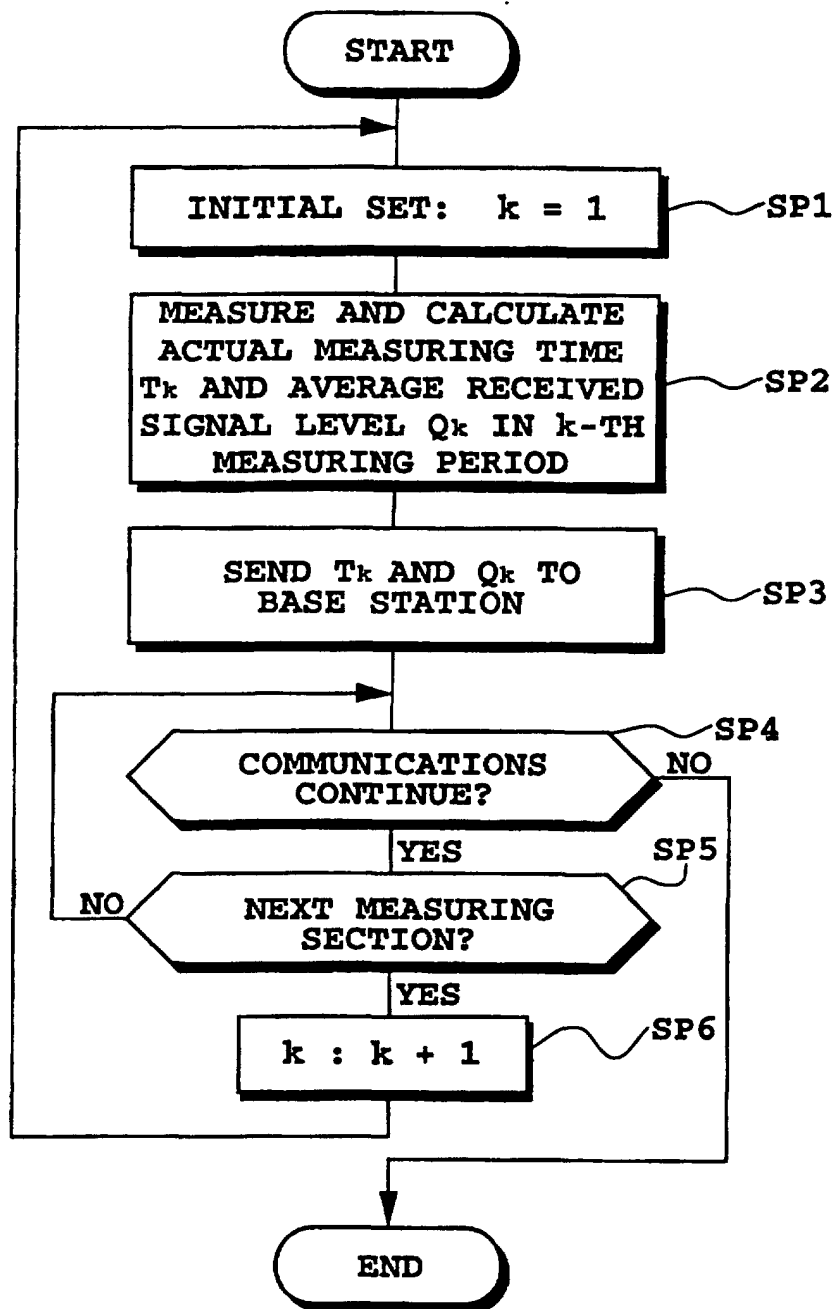 START
INITIAL SET: k = 1
SP1
MEASURE AND CALCULATE
ACTUAL MEASURING TIME
Tk AND AVERAGE RECEIVED
SIGNAL LEVEL Qk IN k-TH
MEASURING PERIOD
SP2
SEND Tk AND Qk TO
BASE STATION
SP3
SP4
COMMUNICATIONS
CONTINUE?
NO
YES
SP5
NO
NEXT MEASURING
SECTION?
YES
SP6
k : k + 1
END